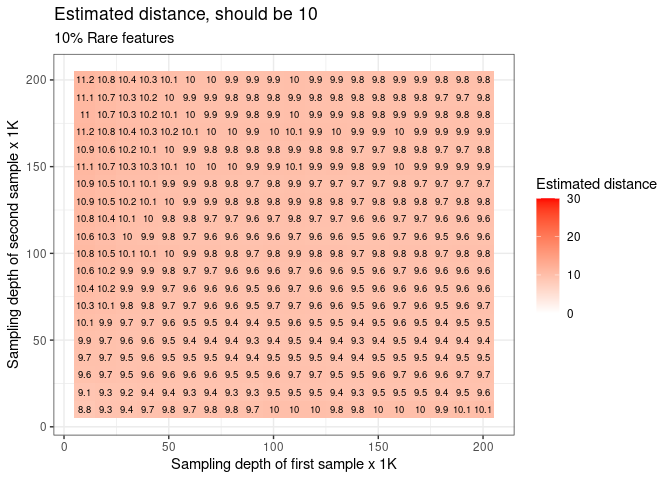 Estimated distance, should be 10
10% Rare features
200
150
100
50
0
Sampling depth of second sample x 1K
11.2 10.8 10.4 10.3 10.1 10 10 9.9 9.9 9.9 10 9.9 9.9 9.8 9.8 9.9 9.9 9.8 9.8 9.8
11.1 10.7 10.3 10.2 10 9.9 9.9 9.8 9.8 9.8 9.9 9.8 9.8 9.8 9.8 9.8 9.8 9.7 9.7 9.8
11 10.7 10.3 10.2 10.1 10 9.9 9.9 9.8 9.9 10 9.9 9.9 9.8 9.8 9.9 9.9 9.8 9.8 9.8
11.2 10.8 10.4 10.3 10.2 10.1 10 10 9.9 10 10.1 9.9 10 9.9 9.9 10 9.9 9.9 9.9 9.9
10.9 10.6 10.2 10.1 10 9.9 9.8 9.8 9.8 9.8 9.9 9.8 9.8 9.7 9.7 9.8 9.8 9.7 9.8 9.8
11.1 10.7 10.3 10.3 10.1 10 10 10 9.9 9.9 10.1 9.9 9.9 9.8 9.9 10 9.9 9.9 9.9 9.9
10.9 10.5 10.1 10.1 9.9 9.9 9.8 9.8 9.7 9.8 9.9 9.7 9.7 9.7 9.7 9.8 9.8 9.7 9.7 9.8
10.9 10.5 10.2 10.1 10 9.9 9.9 9.8 9.8 9.8 9.9 9.8 9.8 9.7 9.8 9.8 9.7 9.7 9.7 9.8
10.8 10.4 10.1 10 9.8 9.8 9.7 9.7 9.6 9.7 9.8 9.7 9.7 9.6 9.6 9.7 9.7 9.6 9.6 9.6
10.6 10.3 10 9.9 9.8 9.7 9.6 9.6 9.6 9.6 9.7 9.6 9.6 9.5 9.6 9.6 9.6 9.5 9.6 9.6
10.8 10.5 10.1 10.1 10 9.9 9.8 9.8 9.7 9.8 9.9 9.8 9.8 9.7 9.7 9.8 9.8 9.7 9.8 9.8
10.6 10.2 9.9 9.9 9.8 9.7 9.7 9.6 9.6 9.6 9.7 9.6 9.6 9.6 9.6 9.7 9.6 9.6 9.6 9.6
10.4 10.2 9.9 9.9 9.7 9.6 9.6 9.6 9.5 9.6 9.7 9.6 9.6 9.5 9.6 9.6 9.6 9.5 9.6 9.6
10.3 10.1 9.8 9.8 9.7 9.7 9.6 9.6 9.5 9.7 9.7 9.6 9.6 9.5 9.6 9.7 9.6 9.5 9.6 9.7
10.1 9.9 9.7 9.7 9.6 9.5 9.5 9.4 9.4 9.5 9.6 9.5 9.5 9.4 9.5 9.6 9.5 9.4 9.5 9.5
9.9 9.7 9.6 9.6 9.5 9.4 9.4 9.4 9.3 9.4 9.5 9.4 9.4 9.3 9.4 9.5 9.4 9.4 9.4 9.4
9.7 9.7 9.5 9.6 9.5 9.5 9.4 9.4 9.4 9.5 9.5 9.5 9.4 9.4 9.4 9.5 9.5 9.4 9.5 9.5
9.6 9.7 9.5 9.6 9.5 9.5 9.5 9.5 9.5 9.6 9.7 9.6 9.6 9.5 9.6 9.7 9.6 9.6 9.7 9.7
9.1 9.3 9.2 9.4 9.4 9.3 9.4 9.3 9.3 9.5 9.5 9.5 9.4 9.3 9.5 9.5 9.5 9.4 9.5 9.6
8.8 9.3 9.4 9.7 9.8 9.7 9.8 9.8 9.7 10 10 10 9.8 9.8 10 10 10 9.9 10.1 10.1
0 50 100 150 200
Sampling depth of first sample x 1K
Estimated distance
30
20
10
0